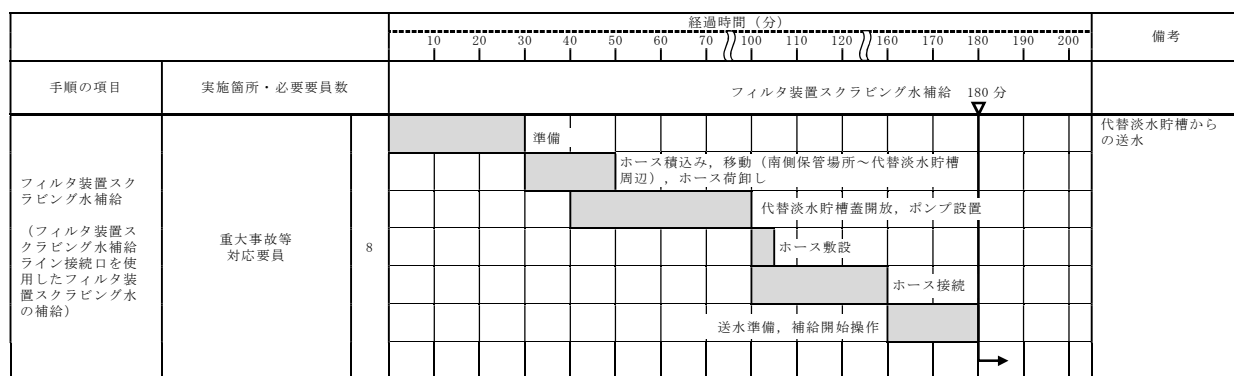 経過時間（分）
備考
10 20 30 40 50 60 70 100 110 120 160 170 180 190 200
手順の項目
実施箇所・必要要員数
フィルタ装置スクラビング水補給 180 分
フィルタ装置スク
ラビング水補給
（フィルタ装置ス
クラビング水補給
ライン接続口を使
用したフィルタ装
置スクラビング水
の補給）
重大事故等
対応要員
8
準備
ホース積込み，移動（南側保管場所～代替淡水貯槽
周辺），ホース荷卸し
代替淡水貯槽蓋開放，ポンプ設置
ホース敷設
ホース接続
送水準備，補給開始操作
代替淡水貯槽から
の送水